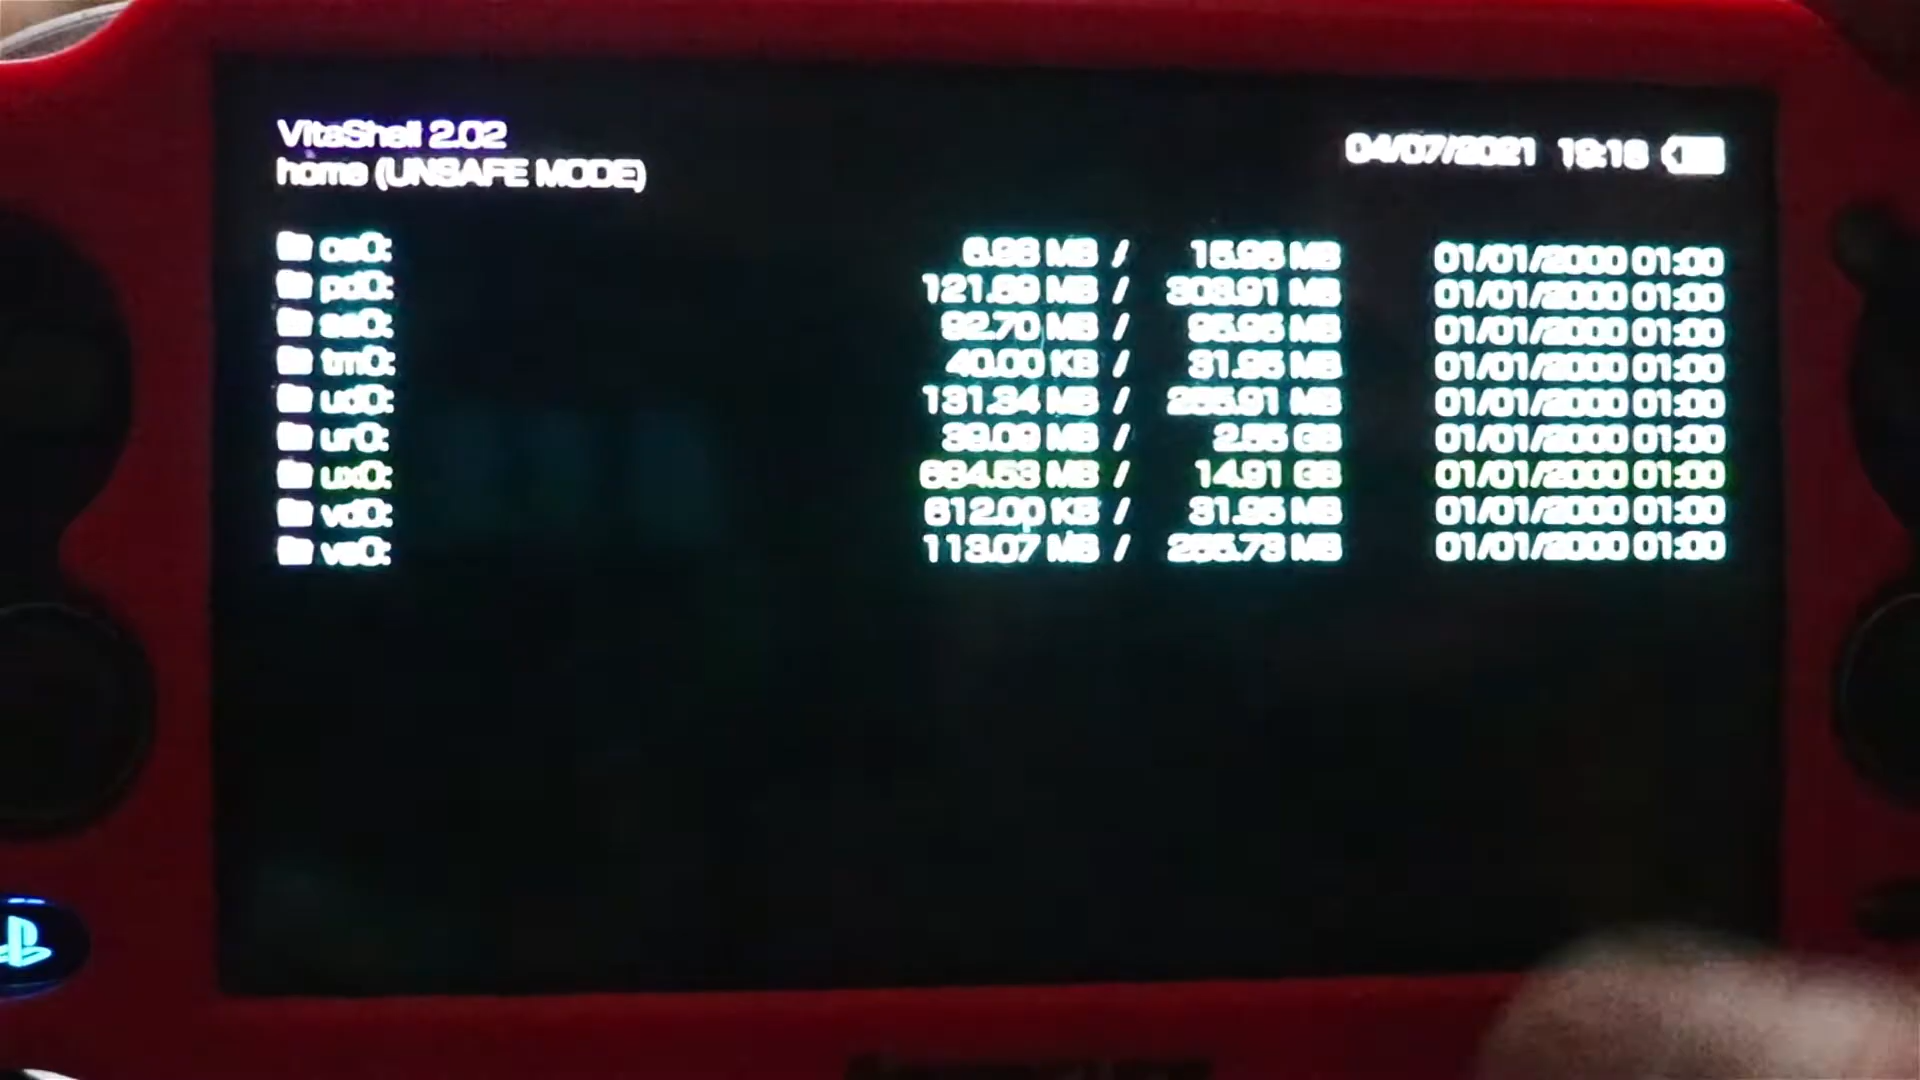 VitaShell 2.02
04/07/2021 19:18
home (UNSAFE MODE)
os0: 6.98 MB / 15.95 MB 01/01/2000 01:00
pd0: 121.69 MB / 303.91 MB 01/01/2000 01:00
sa0: 92.70 MB / 95.95 MB 01/01/2000 01:00
tm0: 40.00 KB / 31.95 MB 01/01/2000 01:00
ud0: 131.34 MB / 255.91 MB 01/01/2000 01:00
ur0: 39.09 MB / 2.55 GB 01/01/2000 01:00
ux0: 684.53 MB / 14.91 GB 01/01/2000 01:00
vd0: 612.00 KB / 31.95 MB 01/01/2000 01:00
vs0: 113.07 MB / 255.73 MB 01/01/2000 01:00